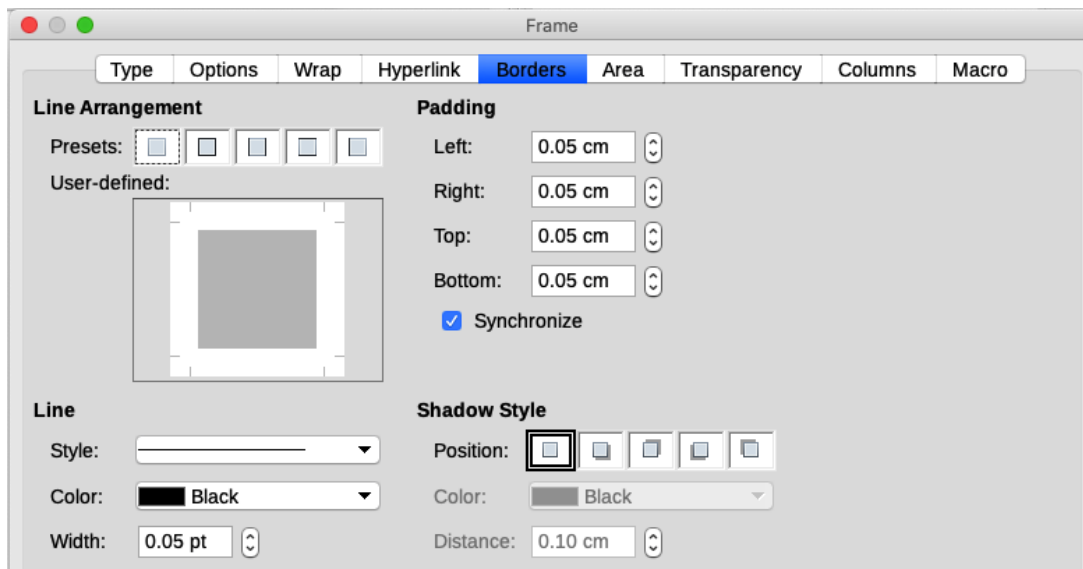 Frame
Type Options Wrap Hyperlink Borders Area Transparency Columns Macro
Line Arrangement
Presets:
User-defined:
Padding
Left: 0.05 cm
Right: 0.05 cm
Top: 0.05 cm
Bottom: 0.05 cm
Synchronize
Line
Style:
Color: Black
Width: 0.05 pt
Shadow Style
Position:
Color: Black
Distance: 0.10 cm